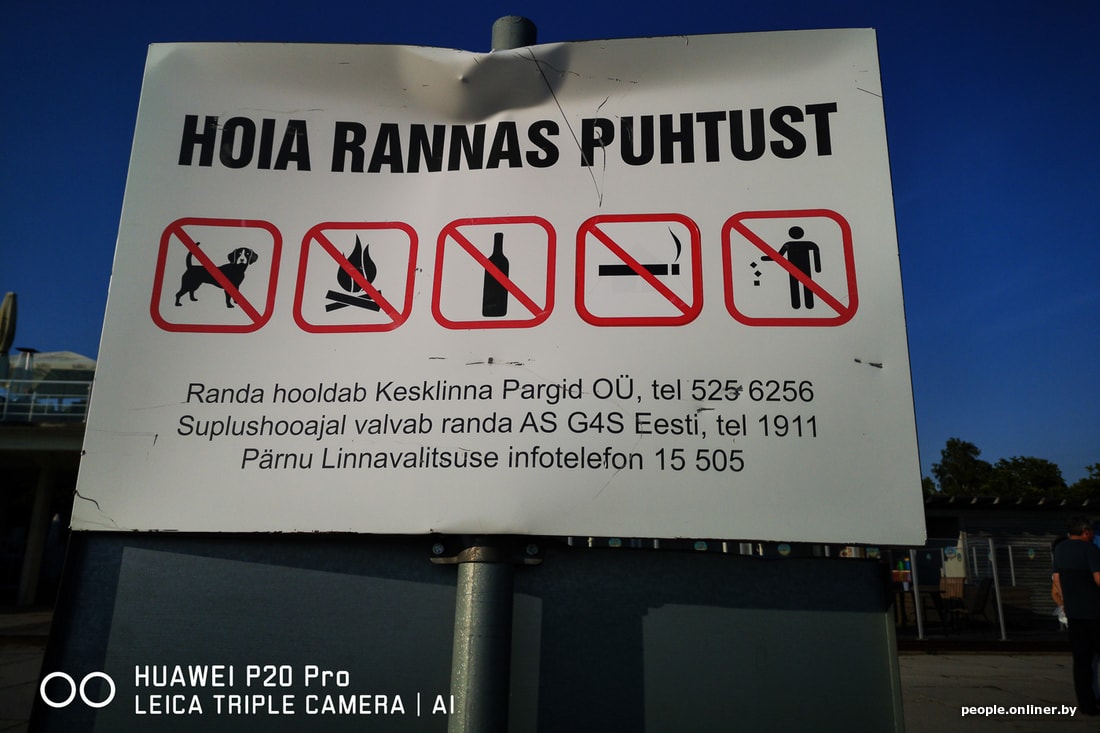 HOIA RANNAS PUHTUST
Randa hooldab Kesklinna Pargid OÜ, tel 525 6256
Suplushooajal valvab randa AS G4S Eesti, tel 1911
Pärnu Linnavalitsuse infotelefon 15 505
HUAWEI P20 Pro
LEICA TRIPLE CAMERA | AI
people.onliner.by